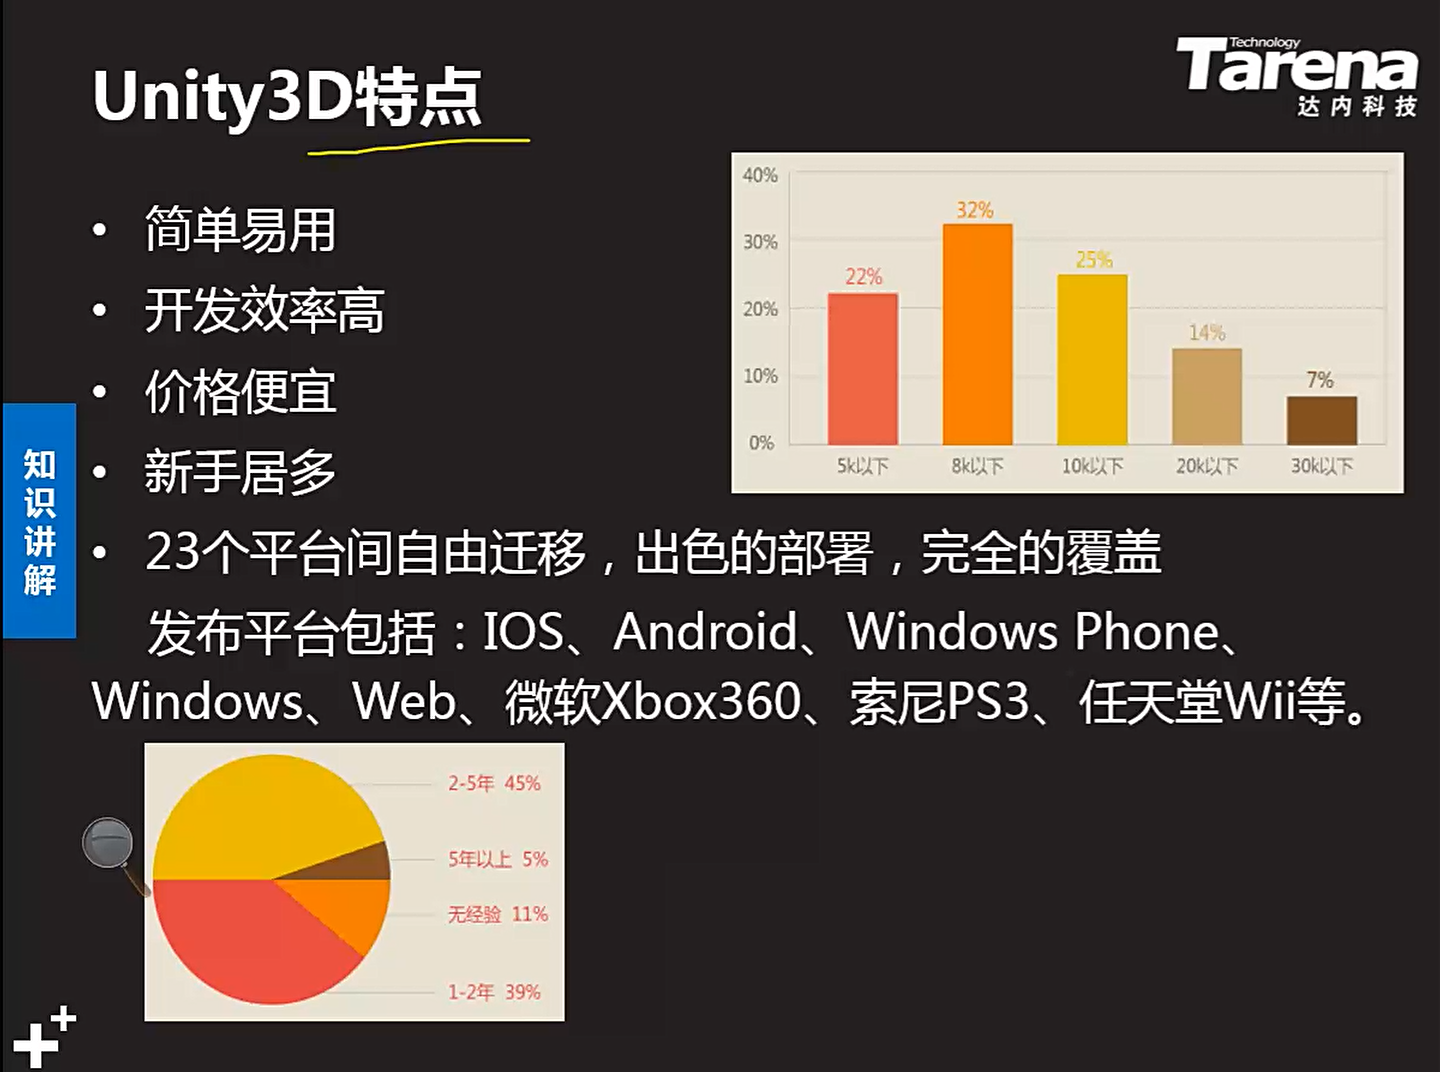 Unity3D特点
Technology
Tarena
达内科技
• 简单易用
• 开发效率高
• 价格便宜
• 新手居多
• 23个平台间自由迁移，出色的部署，完全的覆盖
发布平台包括：IOS、Android、Windows Phone、
Windows、Web、微软Xbox360、索尼PS3、任天堂Wii等。
知识讲解
40%
30%
20%
10%
0%
22%
32%
25%
14%
7%
5k以下
8k以下
10k以下
20k以下
30k以下
2-5年 45%
5年以上 5%
无经验 11%
1-2年 39%